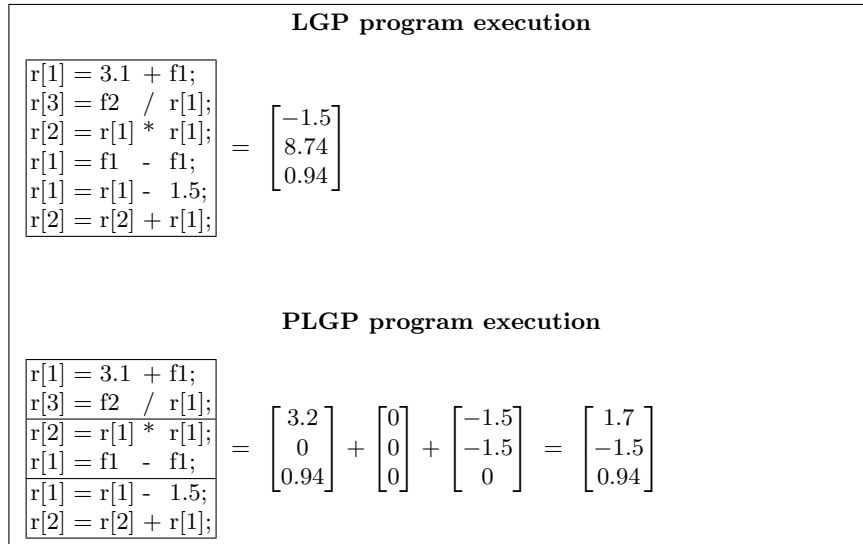 LGP program execution
r[1] = 3.1 + f1;
r[3] = f2 / r[1];
r[2] = r[1] * r[1];
r[1] = f1 - f1;
r[1] = r[1] - 1.5;
r[2] = r[2] + r[1];
=
−1.5
8.74
0.94
PLGP program execution
r[1] = 3.1 + f1;
r[3] = f2 / r[1];
r[2] = r[1] * r[1];
r[1] = f1 - f1;
r[1] = r[1] - 1.5;
r[2] = r[2] + r[1];
=
3.2
0
0.94
+
0
0
0
+
−1.5
−1.5
0
=
1.7
−1.5
0.94